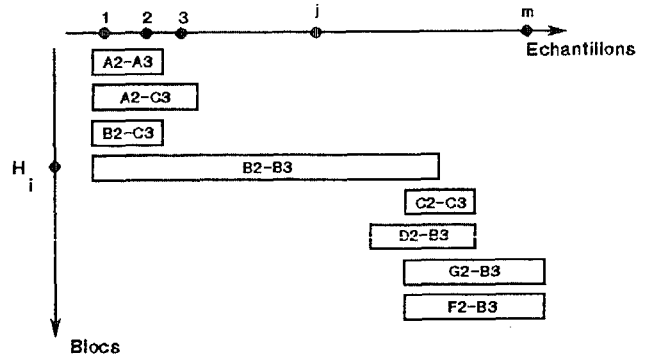 1 2 3 j m
Echantillons
A2-A3
A2-C3
B2-C3
H i B2-B3
C2-C3
D2-B3
G2-B3
F2-B3
Blocs